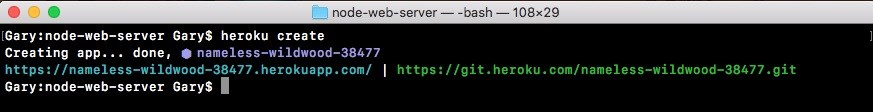 node-web-server — -bash — 108×29
[Gary:node-web-server Gary$ heroku create
Creating app... done, ⬢ nameless-wildwood-38477
https://nameless-wildwood-38477.herokuapp.com/ | https://git.heroku.com/nameless-wildwood-38477.git
Gary:node-web-server Gary$